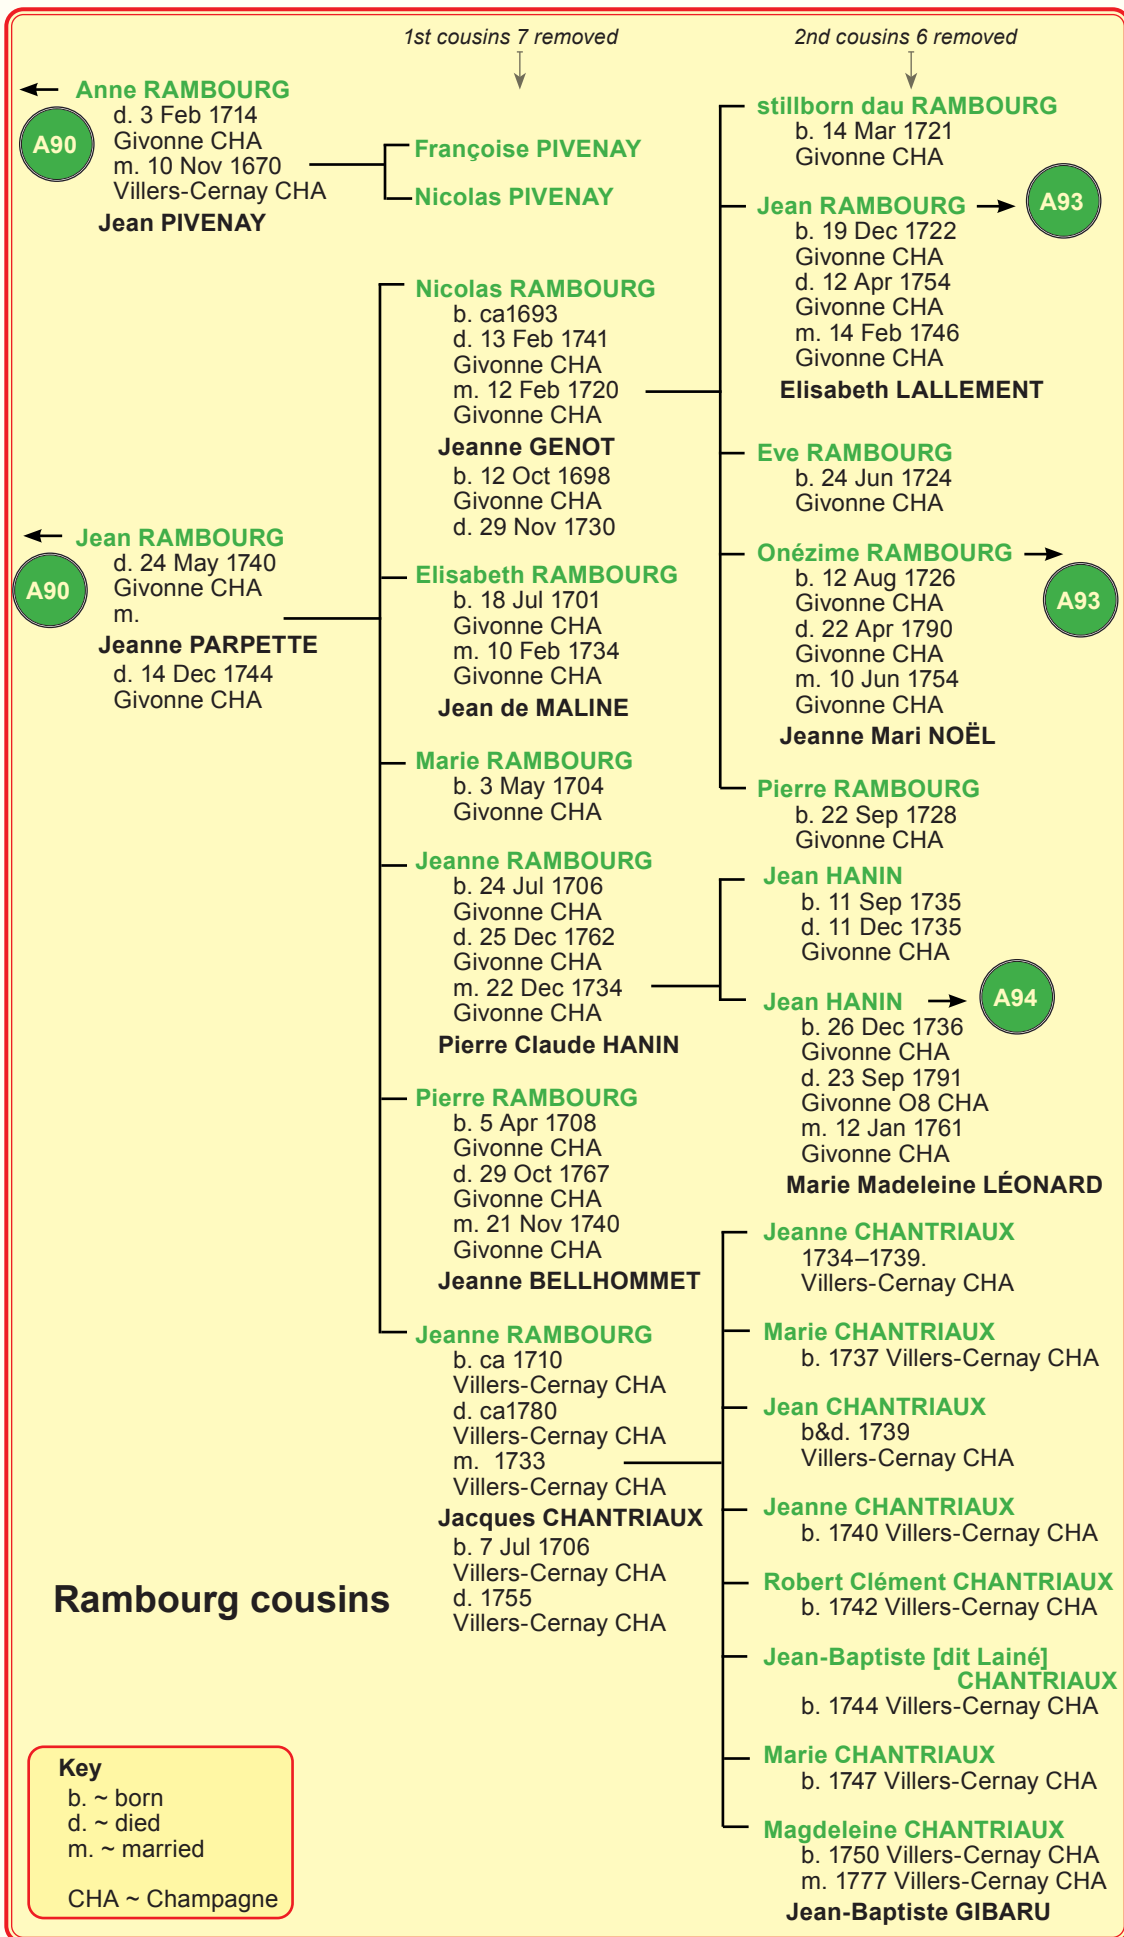 1st cousins 7 removed
2nd cousins 6 removed
Anne RAMBOURG
d. 3 Feb 1714
Givonne CHA
m. 10 Nov 1670
Villers-Cernay CHA
Jean PIVENAY
A90
Jean RAMBOURG
d. 24 May 1740
Givonne CHA
m.
Jeanne PARPETTE
d. 14 Dec 1744
Givonne CHA
A90
Françoise PIVENAY
Nicolas PIVENAY
Nicolas RAMBOURG
b. ca1693
d. 13 Feb 1741
Givonne CHA
m. 12 Feb 1720
Givonne CHA
Jeanne GENOT
b. 12 Oct 1698
Givonne CHA
d. 29 Nov 1730
Elisabeth RAMBOURG
b. 18 Jul 1701
Givonne CHA
m. 10 Feb 1734
Givonne CHA
Jean de MALINE
Marie RAMBOURG
b. 3 May 1704
Givonne CHA
Jeanne RAMBOURG
b. 24 Jul 1706
Givonne CHA
d. 25 Dec 1762
Givonne CHA
m. 22 Dec 1734
Givonne CHA
Pierre Claude HANIN
Pierre RAMBOURG
b. 5 Apr 1708
Givonne CHA
d. 29 Oct 1767
Givonne CHA
m. 21 Nov 1740
Givonne CHA
Jeanne BELLHOMMET
Jeanne RAMBOURG
b. ca 1710
Villers-Cernay CHA
d. ca1780
Villers-Cernay CHA
m. 1733
Villers-Cernay CHA
Jacques CHANTRIAUX
b. 7 Jul 1706
Villers-Cernay CHA
d. 1755
Villers-Cernay CHA
stillborn dau RAMBOURG
b. 14 Mar 1721
Givonne CHA
Jean RAMBOURG
A93
b. 19 Dec 1722
Givonne CHA
d. 12 Apr 1754
Givonne CHA
m. 14 Feb 1746
Givonne CHA
Elisabeth LALLEMENT
Eve RAMBOURG
b. 24 Jun 1724
Givonne CHA
Onézime RAMBOURG
A93
b. 12 Aug 1726
Givonne CHA
d. 22 Apr 1790
Givonne CHA
m. 10 Jun 1754
Givonne CHA
Jeanne Mari NOËL
Pierre RAMBOURG
b. 22 Sep 1728
Givonne CHA
Jean HANIN
b. 11 Sep 1735
d. 11 Dec 1735
Givonne CHA
Jean HANIN
A94
b. 26 Dec 1736
Givonne CHA
d. 23 Sep 1791
Givonne O8 CHA
m. 12 Jan 1761
Givonne CHA
Marie Madeleine LÉONARD
Jeanne CHANTRIAUX
1734–1739.
Villers-Cernay CHA
Marie CHANTRIAUX
b. 1737 Villers-Cernay CHA
Jean CHANTRIAUX
b&d. 1739
Villers-Cernay CHA
Jeanne CHANTRIAUX
b. 1740 Villers-Cernay CHA
Robert Clément CHANTRIAUX
b. 1742 Villers-Cernay CHA
Jean-Baptiste [dit Lainé]
CHANTRIAUX
b. 1744 Villers-Cernay CHA
Marie CHANTRIAUX
b. 1747 Villers-Cernay CHA
Magdeleine CHANTRIAUX
b. 1750 Villers-Cernay CHA
m. 1777 Villers-Cernay CHA
Jean-Baptiste GIBARU
Rambourg cousins
Key
b. ~ born
d. ~ died
m. ~ married
CHA ~ Champagne